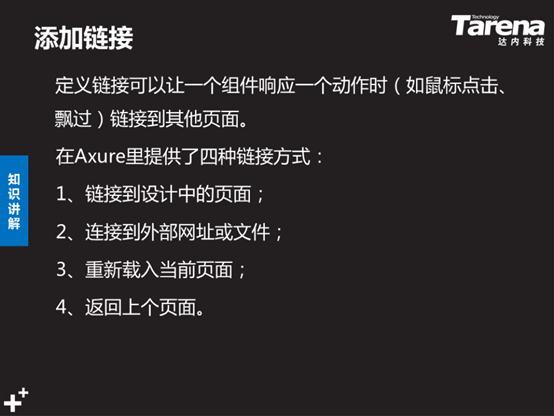 添加链接
Technology
Tarena
达内科技
定义链接可以让一个组件响应一个动作时（如鼠标点击、
飘过）链接到其他页面。
在Axure里提供了四种链接方式：
1、链接到设计中的页面；
2、连接到外部网址或文件；
3、重新载入当前页面；
4、返回上个页面。
知识讲解